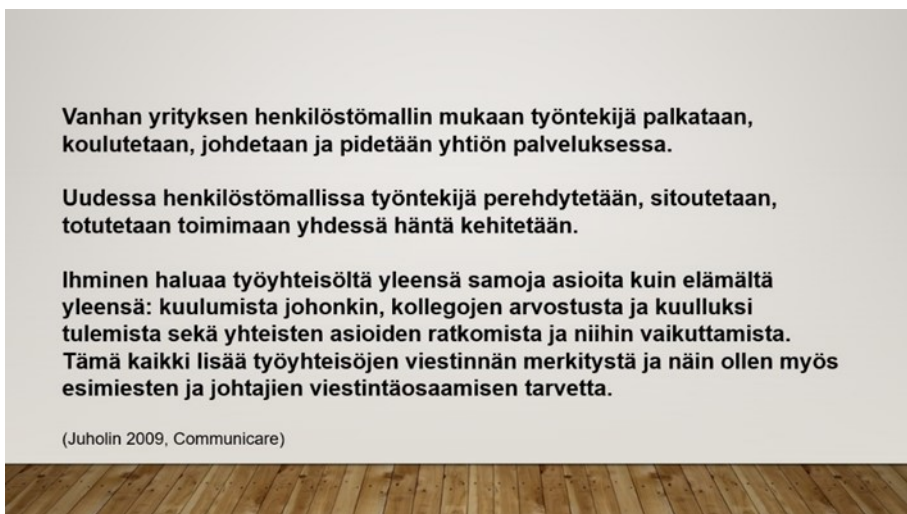 Vanhan yrityksen henkilöstömallin mukaan työntekijä palkataan,
koulutetaan, johdetaan ja pidetään yhtiön palveluksessa.
Uudessa henkilöstömallissa työntekijä perehdytetään, sitoutetaan,
totutetaan toimimaan yhdessä häntä kehitetään.
Ihminen haluaa työyhteisöltä yleensä samoja asioita kuin elämältä
yleensä: kuulumista johonkin, kollegojen arvostusta ja kuulluksi
tulemista sekä yhteisten asioiden ratkomista ja niihin vaikuttamista.
Tämä kaikki lisää työyhteisöjen viestinnän merkitystä ja näin ollen myös
esimiesten ja johtajien viestintäosaamisen tarvetta.
(Juholin 2009, Communicare)